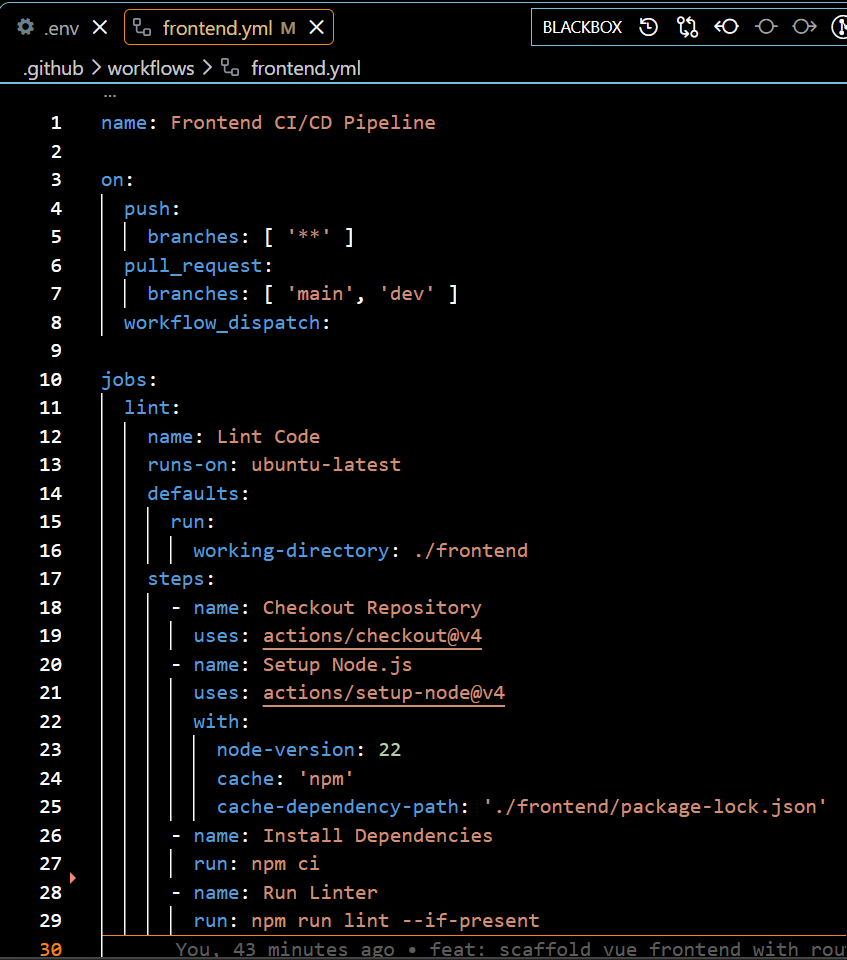 .env
frontend.yml M
BLACKBOX
.github > workflows > frontend.yml
...
1 name: Frontend CI/CD Pipeline
2
3 on:
4   push:
5     branches: [ '**' ]
6   pull_request:
7     branches: [ 'main', 'dev' ]
8   workflow_dispatch:
9
10 jobs:
11   lint:
12     name: Lint Code
13     runs-on: ubuntu-latest
14     defaults:
15       run:
16         working-directory: ./frontend
17     steps:
18       - name: Checkout Repository
19         uses: actions/checkout@v4
20       - name: Setup Node.js
21         uses: actions/setup-node@v4
22         with:
23           node-version: 22
24           cache: 'npm'
25           cache-dependency-path: './frontend/package-lock.json'
26       - name: Install Dependencies
27         run: npm ci
28       - name: Run Linter
29         run: npm run lint --if-present
30 You, 43 minutes ago • feat: scaffold vue frontend with rou